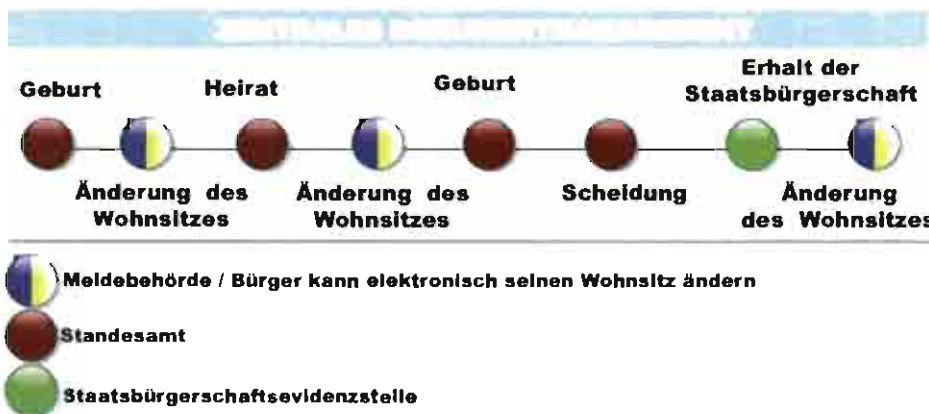 Geburt
Heirat
Geburt
Erhalt der
Staatsbürgerschaft
Änderung des
Wohnsitzes
Änderung des
Wohnsitzes
Scheidung
Änderung
des Wohnsitzes
Meldebehörde / Bürger kann elektronisch seinen Wohnsitz ändern
Standesamt
Staatsbürgerschaftsevidenzstelle